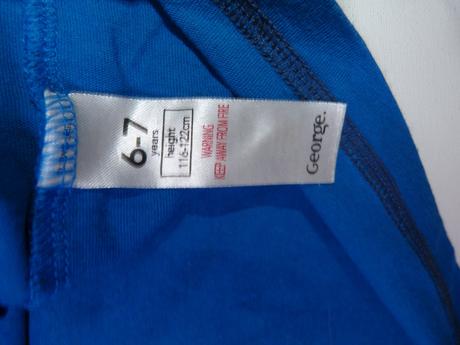 6-7
years
height
116-122cm
WARNING
KEEP AWAY FROM FIRE
George.